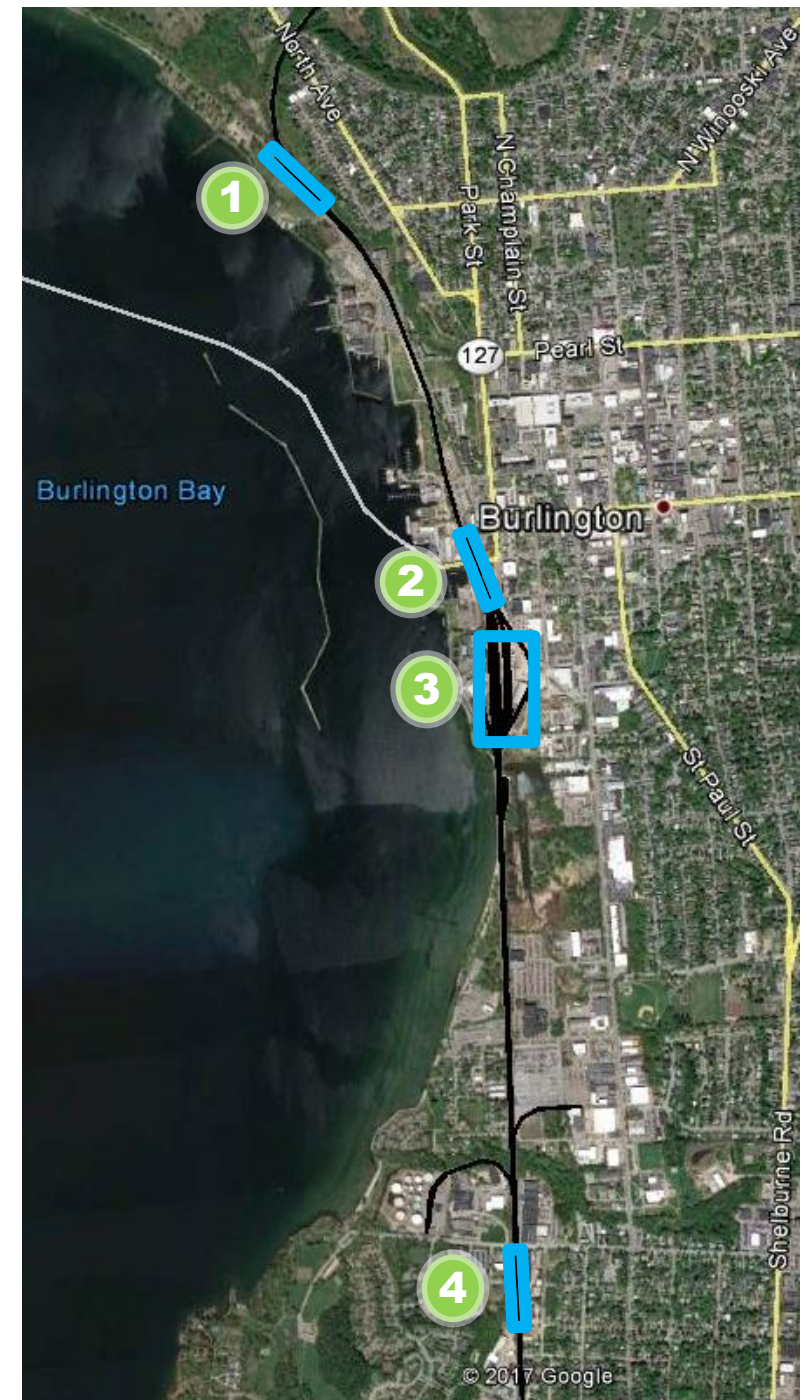 North Ave
N Winooski Ave
1
Park St
N Champlain St
127
Pearl St
Burlington Bay
Burlington
2
3
St Paul St
Shelburne Rd
4
© 2017 Google